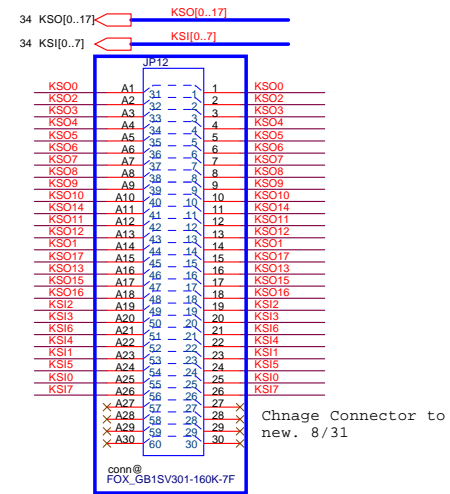 34 KSO[0..17] KSO[0..17]
34 KSI[0..7] KSI[0..7]
JP12
KSO0 A1 31 1 1 KSO0
KSO2 A2 32 2 2 KSO2
KSO3 A3 33 3 3 KSO3
KSO4 A4 34 4 4 KSO4
KSO5 A5 35 5 5 KSO5
KSO6 A6 36 6 6 KSO6
KSO7 A7 37 7 7 KSO7
KSO8 A8 38 8 8 KSO8
KSO9 A9 39 9 9 KSO9
KSO10 A10 40 10 10 KSO10
KSO14 A11 41 11 11 KSO14
KSO11 A12 42 12 12 KSO11
KSO12 A13 43 13 13 KSO12
KSO1 A14 44 14 14 KSO1
KSO17 A15 45 15 15 KSO17
KSO13 A16 46 16 16 KSO13
KSO15 A17 47 17 17 KSO15
KSO16 A18 48 18 18 KSO16
KSI2 A19 49 19 19 KSI2
KSI3 A20 50 20 20 KSI3
KSI6 A21 51 21 21 KSI6
KSI4 A22 52 22 22 KSI4
KSI1 A23 53 23 23 KSI1
KSI5 A24 54 24 24 KSI5
KSI0 A25 55 25 25 KSI0
KSI7 A26 56 26 26 KSI7
A27 57 27 27
A28 58 28 28
A29 59 29 29
A30 60 30 30
Chnage Connector to
new. 8/31
conn@
FOX_GB1SV301-160K-7F